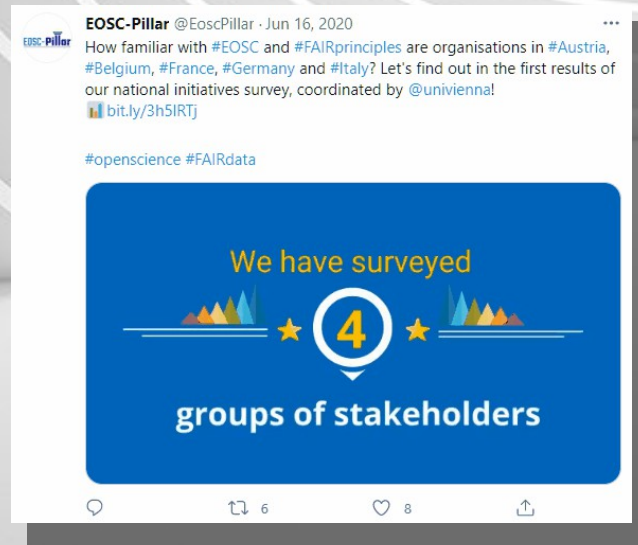 EOSC-Pillar
EOSC-Pillar @EoscPillar · Jun 16, 2020
How familiar with #EOSC and #FAIRprinciples are organisations in #Austria,
#Belgium, #France, #Germany and #Italy? Let's find out in the first results of
our national initiatives survey, coordinated by @univienna!
bit.ly/3h5IRTj
#openscience #FAIRdata
We have surveyed
4
groups of stakeholders
6 8